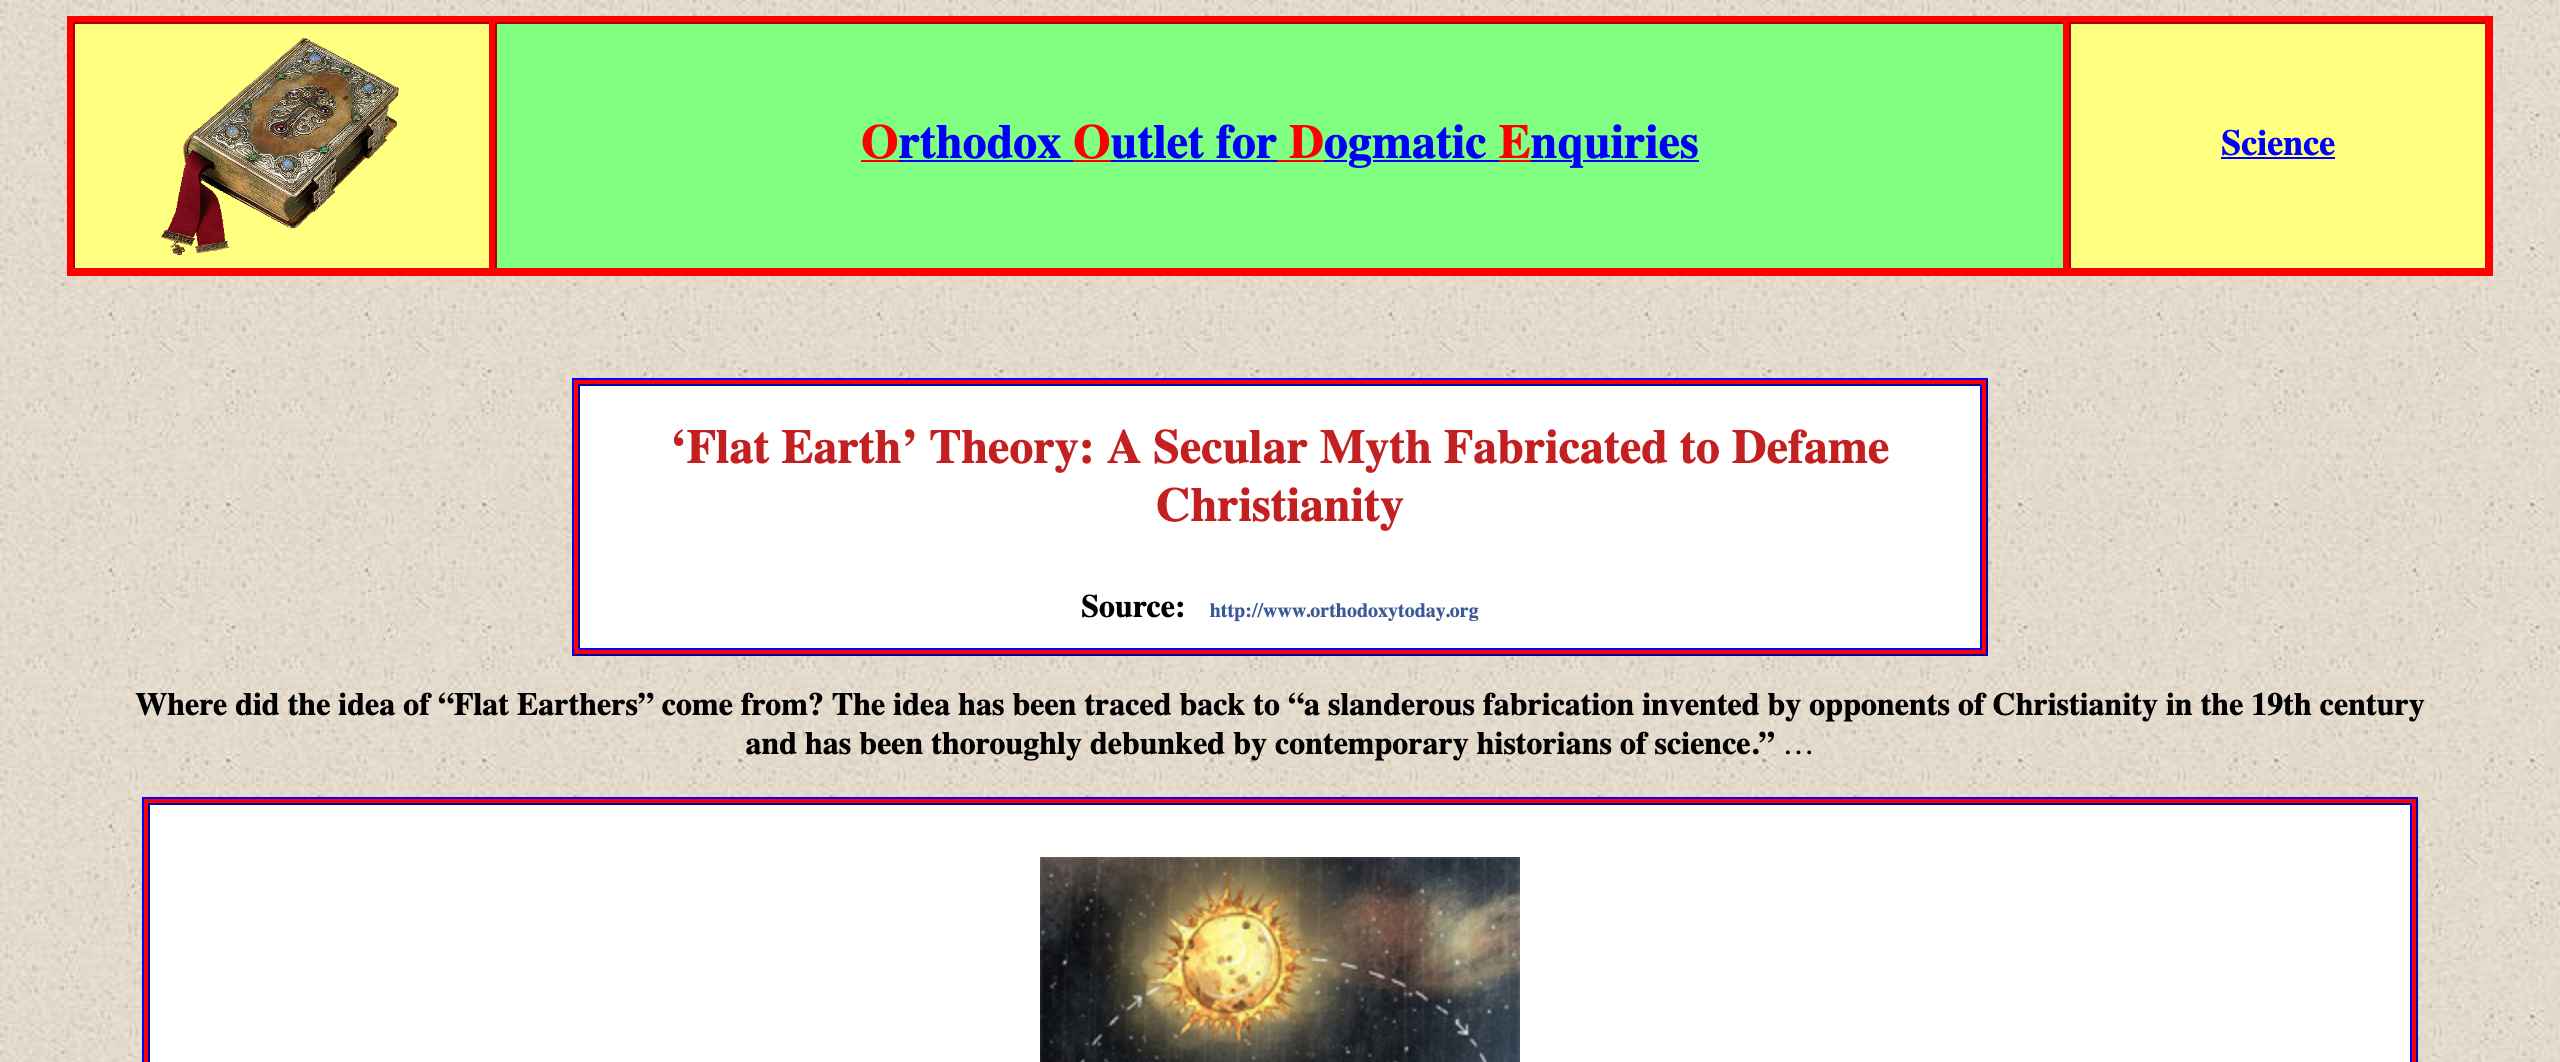 Orthodox Outlet for Dogmatic Enquiries
Science
‘Flat Earth’ Theory: A Secular Myth Fabricated to Defame
Christianity
Source: http://www.orthodoxytoday.org
Where did the idea of “Flat Earthers” come from? The idea has been traced back to “a slanderous fabrication invented by opponents of Christianity in the 19th century
and has been thoroughly debunked by contemporary historians of science.” …